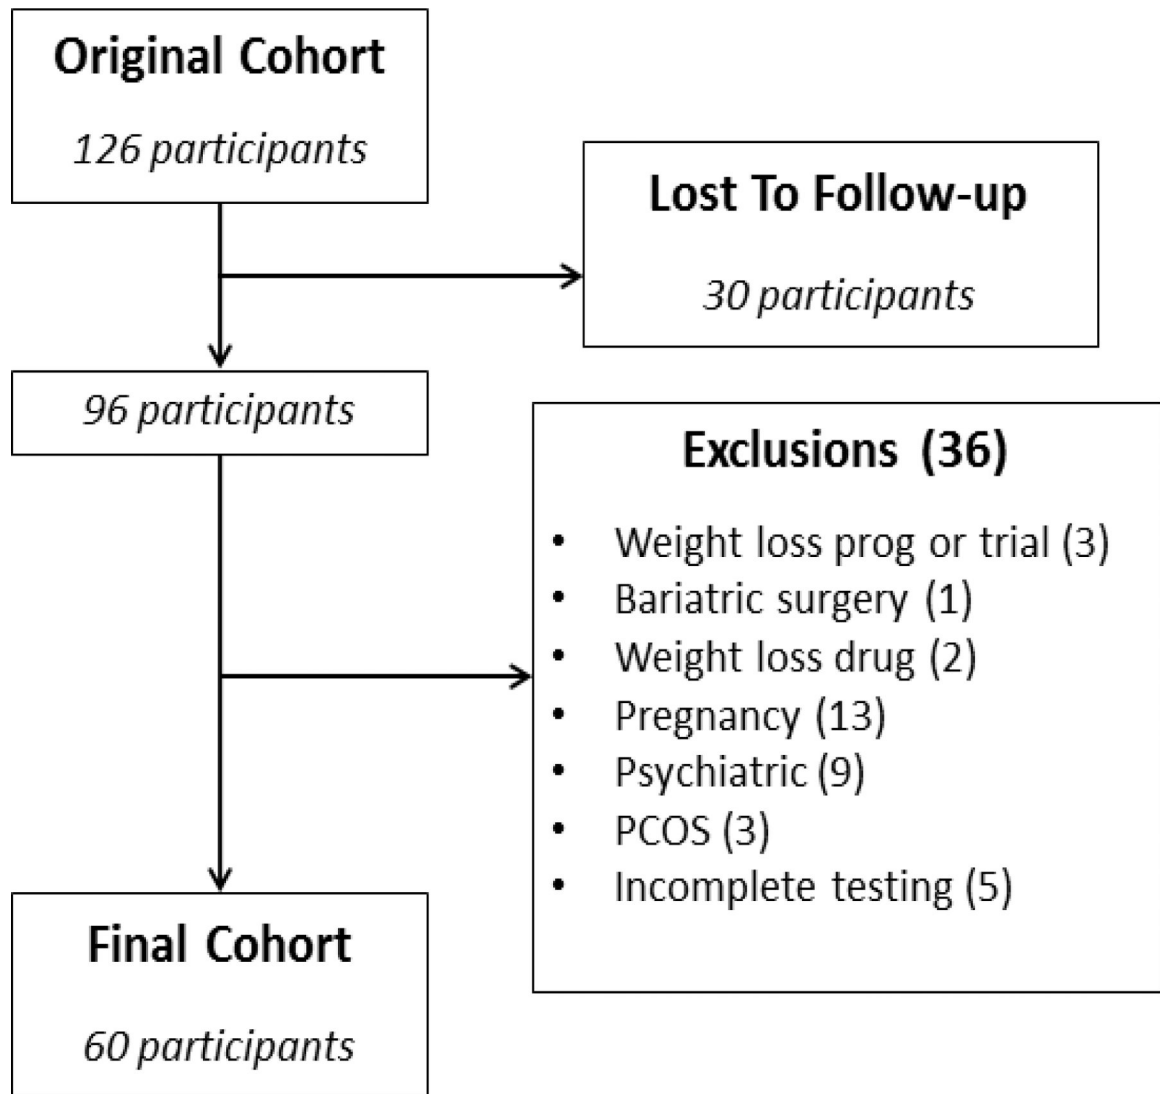 Original Cohort
126 participants
Lost To Follow-up
30 participants
96 participants
Exclusions (36)
• Weight loss prog or trial (3)
• Bariatric surgery (1)
• Weight loss drug (2)
• Pregnancy (13)
• Psychiatric (9)
• PCOS (3)
• Incomplete testing (5)
Final Cohort
60 participants